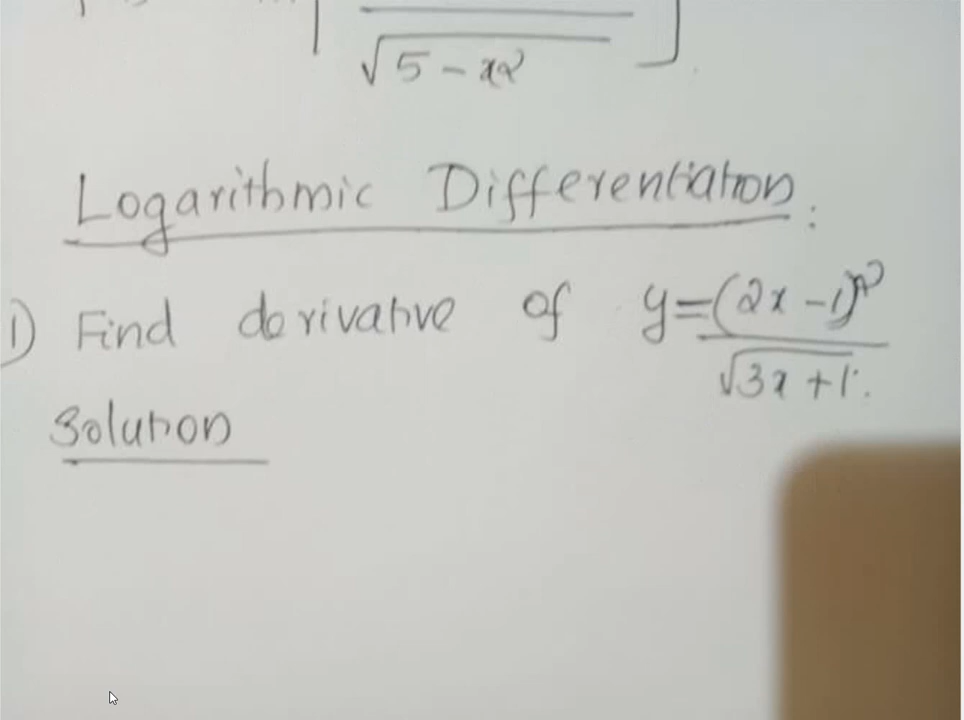 √5 - x2
Logarithmic Differentiation:
1) Find derivative of y = (2x - 1)^2 / √3x + 1.
Solution